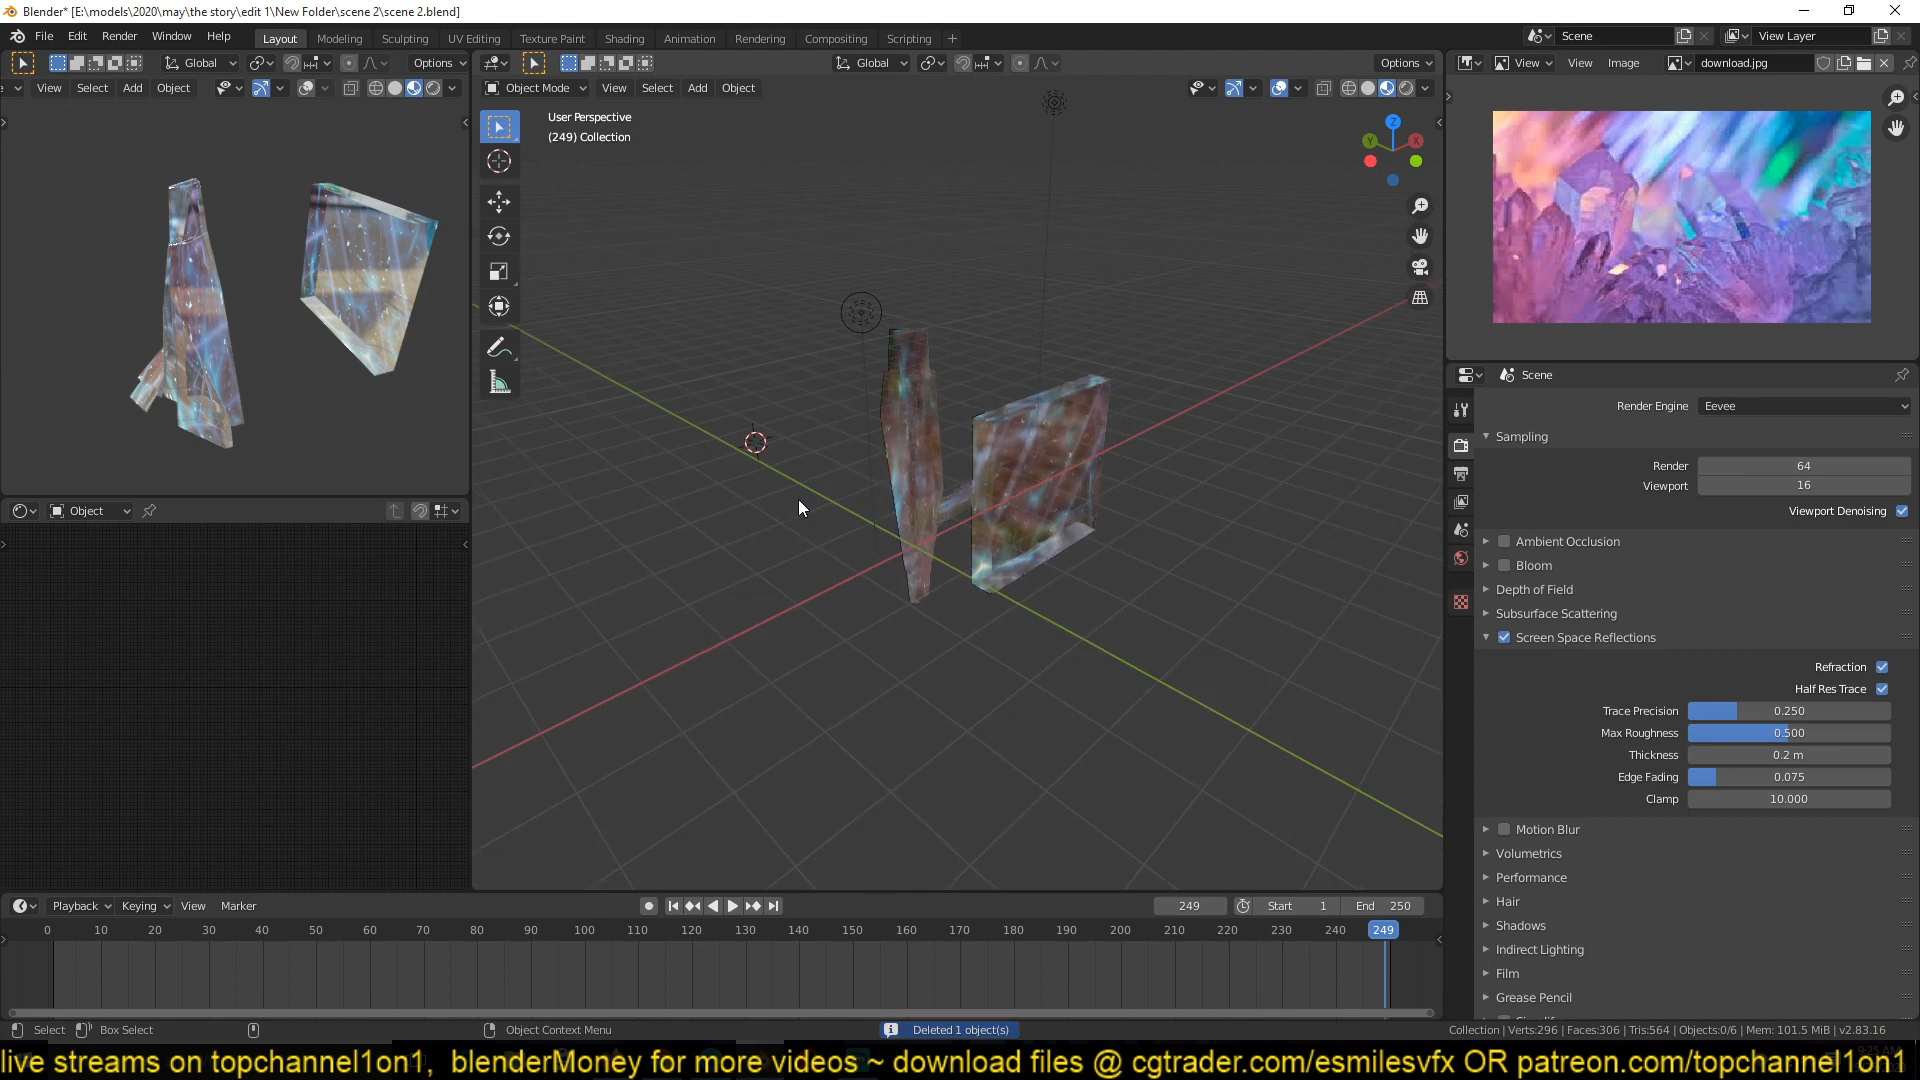 Blender* [E:\models\2020\may\the story\edit 1\New Folder\scene 2\scene 2.blend]
File Edit Render Window Help Layout Modeling Sculpting UV Editing Texture Paint Shading Animation Rendering Compositing Scripting Scene View Layer
Global Options Global Options View View Image download.jpg
View Select Add Object Object Mode View Select Add Object
User Perspective
(249) Collection
Z
Y X
Scene
Render Engine Eevee
Sampling
Render 64
Viewport 16
Viewport Denoising
Object
Ambient Occlusion
Bloom
Depth of Field
Subsurface Scattering
Screen Space Reflections
Refraction
Half Res Trace
Trace Precision 0.250
Max Roughness 0.500
Thickness 0.2 m
Edge Fading 0.075
Clamp 10.000
Motion Blur
Volumetrics
Performance
Hair
Shadows
Indirect Lighting
Film
Grease Pencil
Playback Keying View Marker 249 Start 1 End 250
0 10 20 30 40 50 60 70 80 90 100 110 120 130 140 150 160 170 180 190 200 210 220 230 240 249
Select Box Select Object Context Menu Deleted 1 object(s) Collection | Verts:296 | Faces:306 | Tris:564 | Objects:0/6 | Mem: 101.5 MiB | v2.83.16
live streams on topchannel1on1, blenderMoney for more videos ~ download files @ cgtrader.com/esmilesvfx OR patreon.com/topchannel1on1